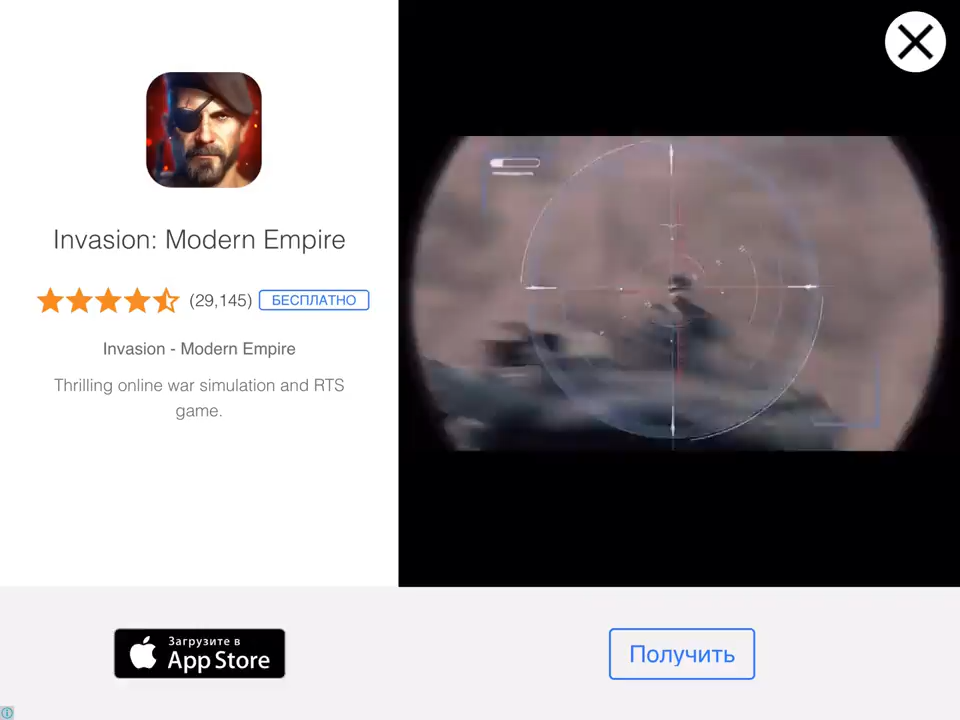 Invasion: Modern Empire
(29,145) БЕСПЛАТНО
Invasion - Modern Empire
Thrilling online war simulation and RTS
game.
Загрузите в
App Store
Получить